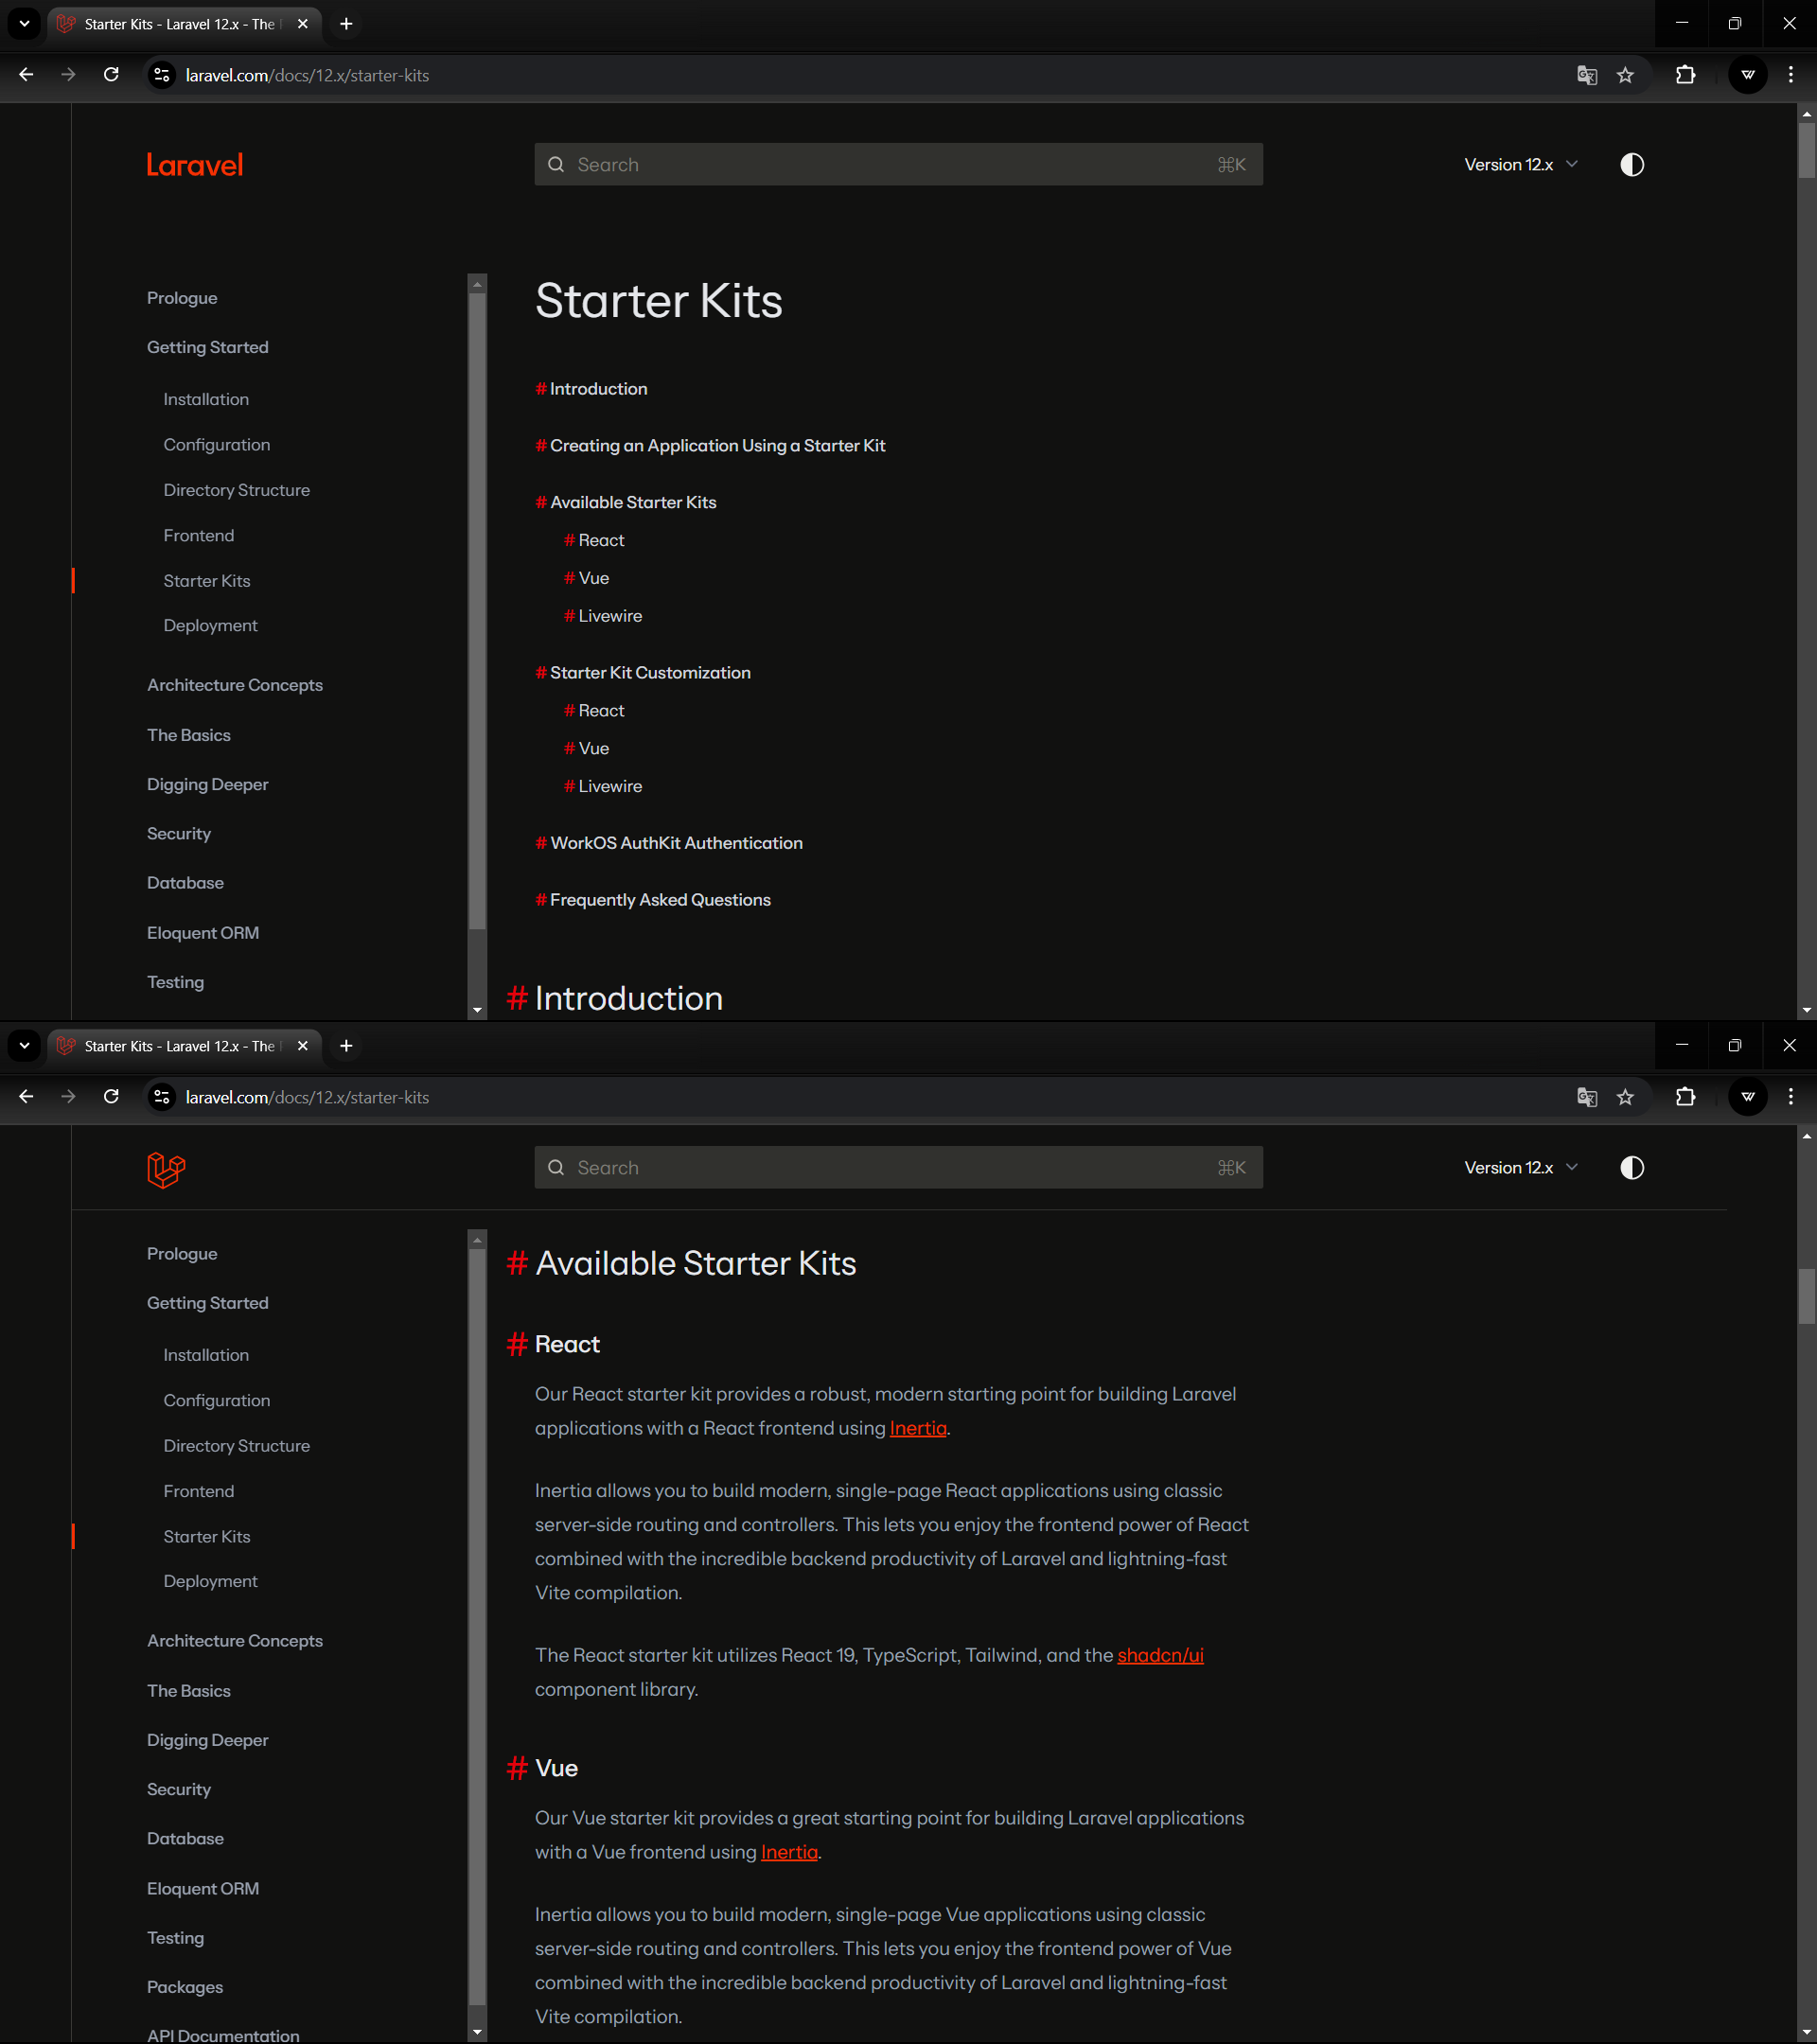 Starter Kits - Laravel 12.x - The
laravel.com/docs/12.x/starter-kits
Laravel
Search ⌘K
Version 12.x
Prologue
Getting Started
Installation
Configuration
Directory Structure
Frontend
Starter Kits
Deployment
Architecture Concepts
The Basics
Digging Deeper
Security
Database
Eloquent ORM
Testing
Starter Kits
# Introduction
# Creating an Application Using a Starter Kit
# Available Starter Kits
# React
# Vue
# Livewire
# Starter Kit Customization
# React
# Vue
# Livewire
# WorkOS AuthKit Authentication
# Frequently Asked Questions
# Introduction
Starter Kits - Laravel 12.x - The
laravel.com/docs/12.x/starter-kits
Search ⌘K
Version 12.x
Prologue
Getting Started
Installation
Configuration
Directory Structure
Frontend
Starter Kits
Deployment
Architecture Concepts
The Basics
Digging Deeper
Security
Database
Eloquent ORM
Testing
Packages
API Documentation
# Available Starter Kits
# React
Our React starter kit provides a robust, modern starting point for building Laravel
applications with a React frontend using Inertia.
Inertia allows you to build modern, single-page React applications using classic
server-side routing and controllers. This lets you enjoy the frontend power of React
combined with the incredible backend productivity of Laravel and lightning-fast
Vite compilation.
The React starter kit utilizes React 19, TypeScript, Tailwind, and the shadcn/ui
component library.
# Vue
Our Vue starter kit provides a great starting point for building Laravel applications
with a Vue frontend using Inertia.
Inertia allows you to build modern, single-page Vue applications using classic
server-side routing and controllers. This lets you enjoy the frontend power of Vue
combined with the incredible backend productivity of Laravel and lightning-fast
Vite compilation.